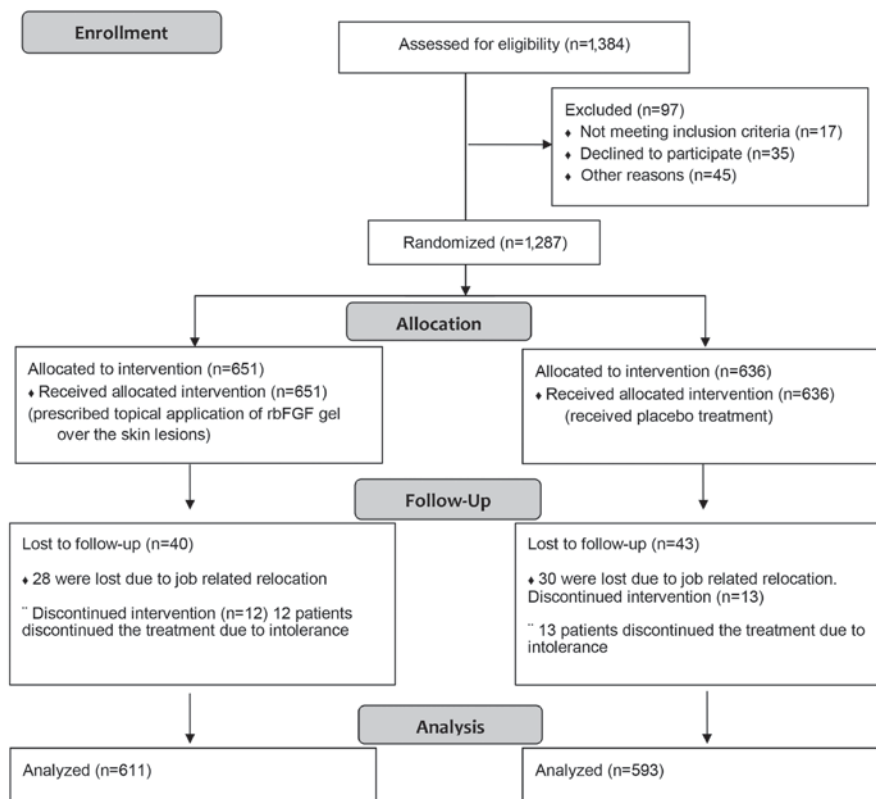 Enrollment
Assessed for eligibility (n=1,384)
Excluded (n=97)
♦ Not meeting inclusion criteria (n=17)
♦ Declined to participate (n=35)
♦ Other reasons (n=45)
Randomized (n=1,287)
Allocation
Allocated to intervention (n=651)
♦ Received allocated intervention (n=651)
(prescribed topical application of rbFGF gel
over the skin lesions)
Allocated to intervention (n=636)
♦ Received allocated intervention (n=636)
(received placebo treatment)
Follow-Up
Lost to follow-up (n=40)
♦ 28 were lost due to job related relocation
¨ Discontinued intervention (n=12) 12 patients
discontinued the treatment due to intolerance
Lost to follow-up (n=43)
♦ 30 were lost due to job related relocation.
Discontinued intervention (n=13)
¨ 13 patients discontinued the treatment due to
intolerance
Analysis
Analyzed (n=611)
Analyzed (n=593)